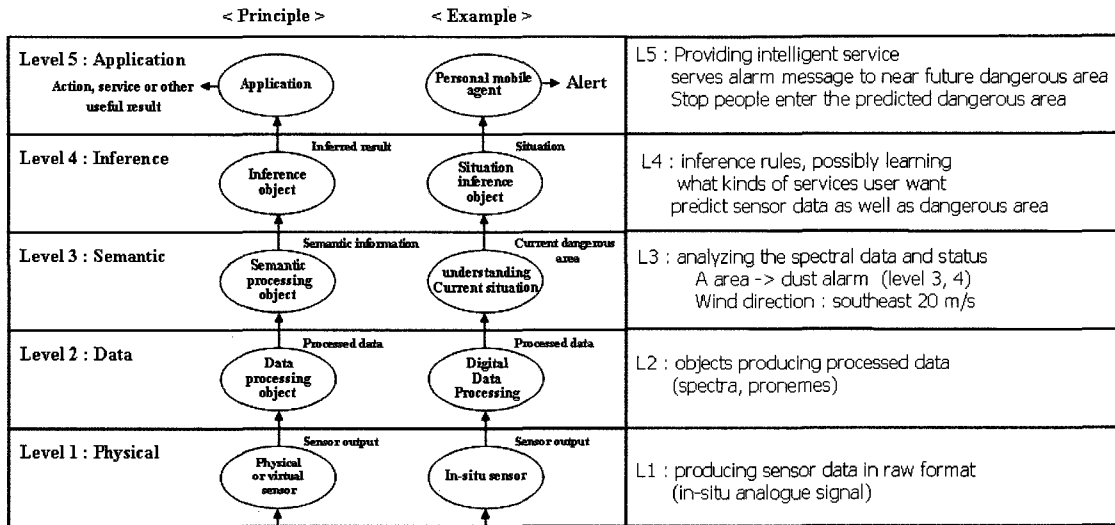 < Principle >
< Example >
Level 5 : Application
Action, service or other
useful result
Application
Personal mobile
agent
Alert
L5 : Providing intelligent service
serves alarm message to near future dangerous area
Stop people enter the predicted dangerous area
Level 4 : Inference
Inferred result
Inference
object
Situation
Situation
inference
object
L4 : inference rules, possibly learning
what kinds of services user want
predict sensor data as well as dangerous area
Level 3 : Semantic
Semantic information
Semantic
processing
object
Current dangerous
area
understanding
Current situation
L3 : analyzing the spectral data and status
A area -> dust alarm (level 3, 4)
Wind direction : southeast 20 m/s
Level 2 : Data
Processed data
Data
processing
object
Processed data
Digital
Data
Processing
L2 : objects producing processed data
(spectra, pronemes)
Level 1 : Physical
Sensor output
Physical
or virtual
sensor
Sensor output
In-situ sensor
L1 : producing sensor data in raw format
(in-situ analogue signal)